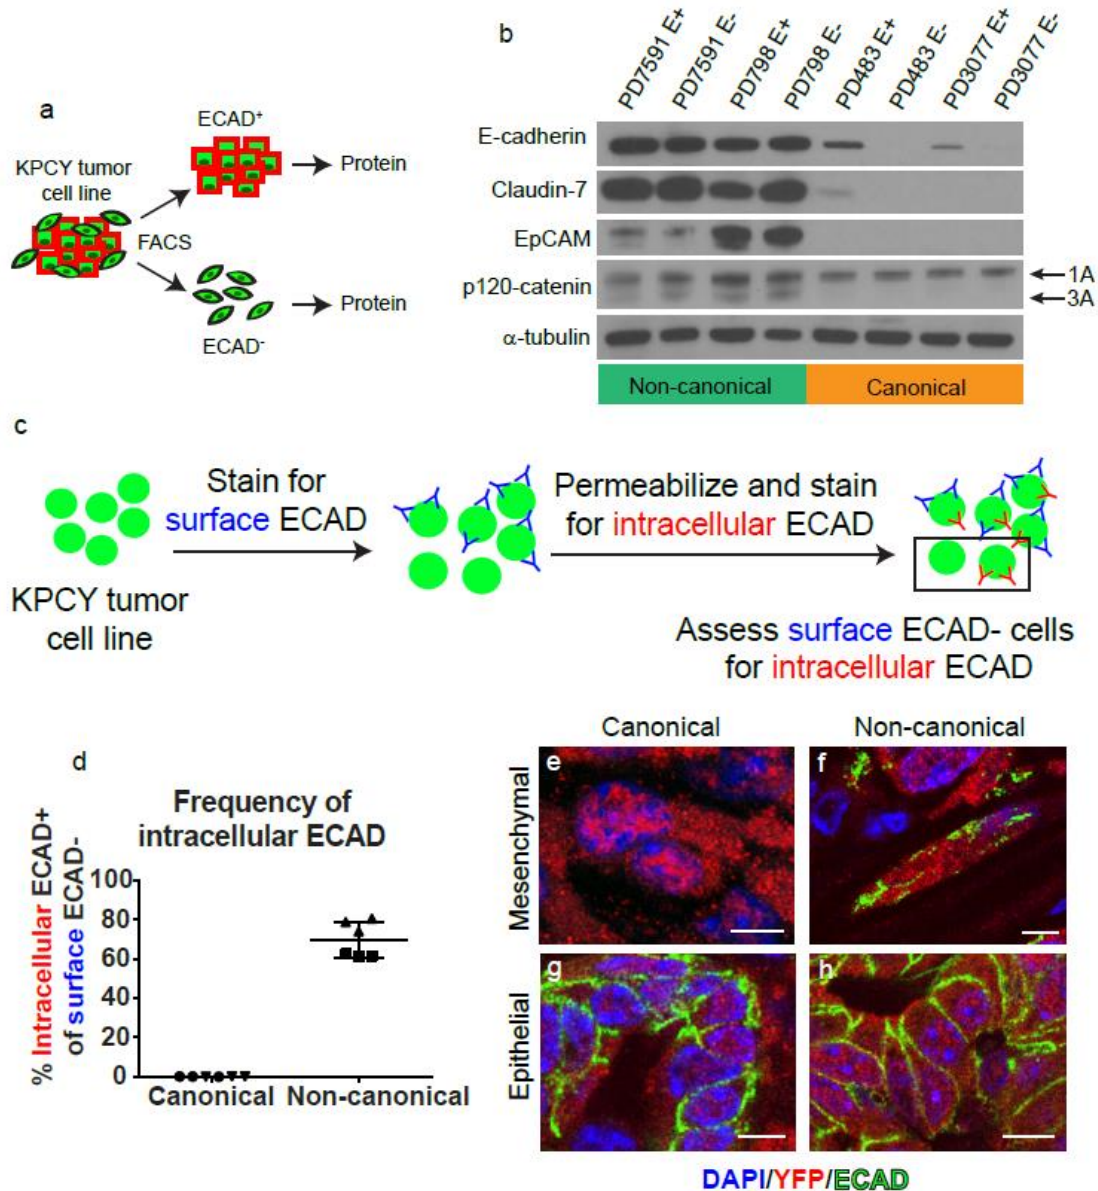 a
KPCY tumor
cell line
FACS
ECAD+
Protein
ECAD-
Protein
b
PD7591 E+
PD7591 E-
PD798 E+
PD798 E-
PD483 E+
PD483 E-
PD3077 E+
PD3077 E-
E-cadherin
Claudin-7
EpCAM
p120-catenin
1A
3A
α-tubulin
Non-canonical
Canonical
c
KPCY tumor
cell line
Stain for
surface ECAD
Permeabilize and stain
for intracellular ECAD
Assess surface ECAD- cells
for intracellular ECAD
d
Frequency of
intracellular ECAD
% Intracellular ECAD+
of surface ECAD-
100
80
60
40
20
0
Canonical
Non-canonical
Canonical
Non-canonical
Mesenchymal
e
f
Epithelial
g
h
DAPI/YFP/ECAD